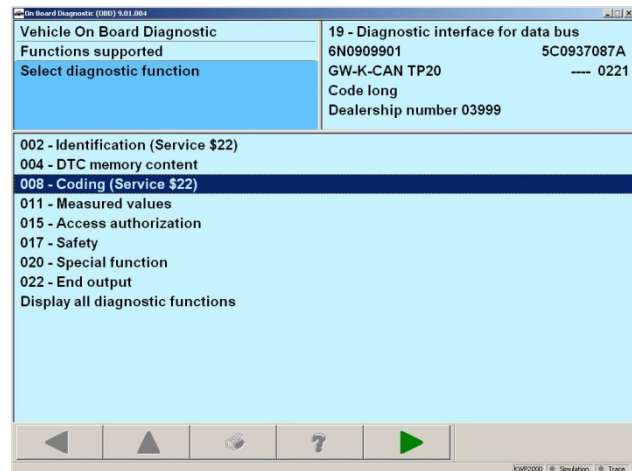 On Board Diagnostic (OBD) 9.01.004
Vehicle On Board Diagnostic
Functions supported
Select diagnostic function
19 - Diagnostic interface for data bus
6N0909901 5C0937087A
GW-K-CAN TP20 ---- 0221
Code long
Dealership number 03999
002 - Identification (Service $22)
004 - DTC memory content
008 - Coding (Service $22)
011 - Measured values
015 - Access authorization
017 - Safety
020 - Special function
022 - End output
Display all diagnostic functions
?
KWP2000 Simulation Trace